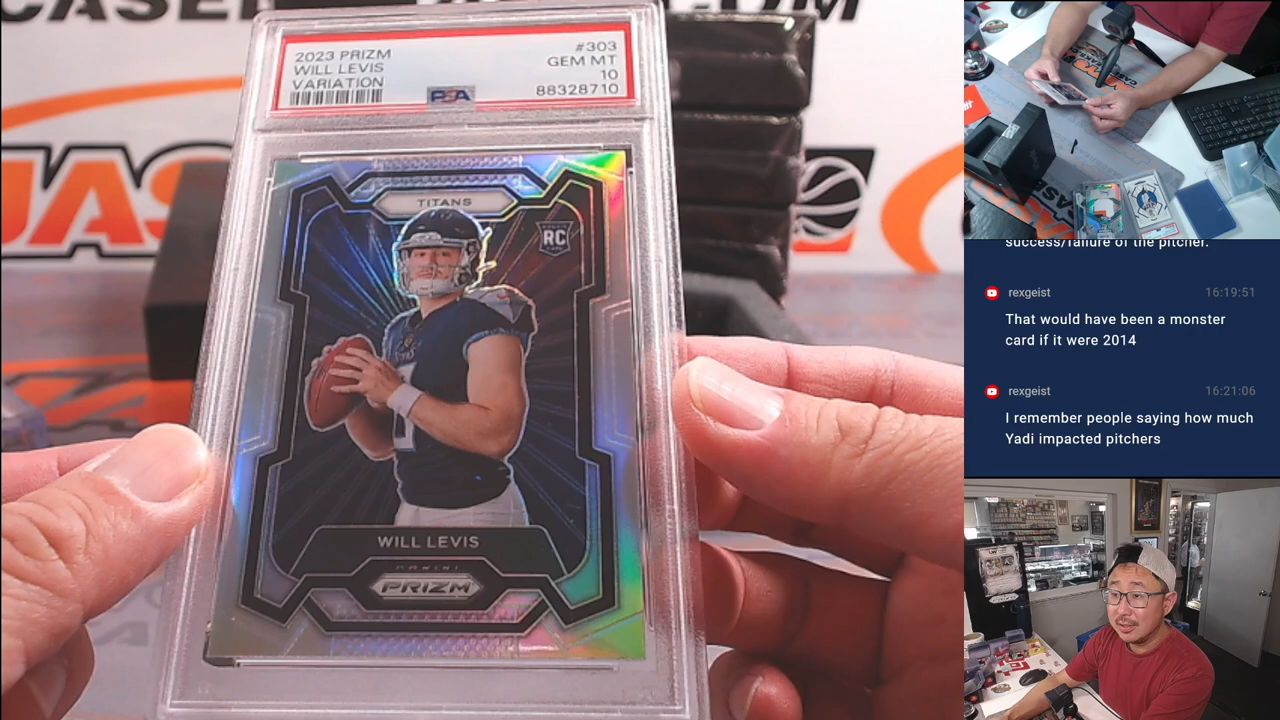 2023 PRIZM
WILL LEVIS
VARIATION
#303
GEM MT
10
88328710
PSA
TITANS
RC
WILL LEVIS
PANINI
PRIZM
success/failure of the pitcher.
rexgeist 16:19:51
That would have been a monster
card if it were 2014
rexgeist 16:21:06
I remember people saying how much
Yadi impacted pitchers